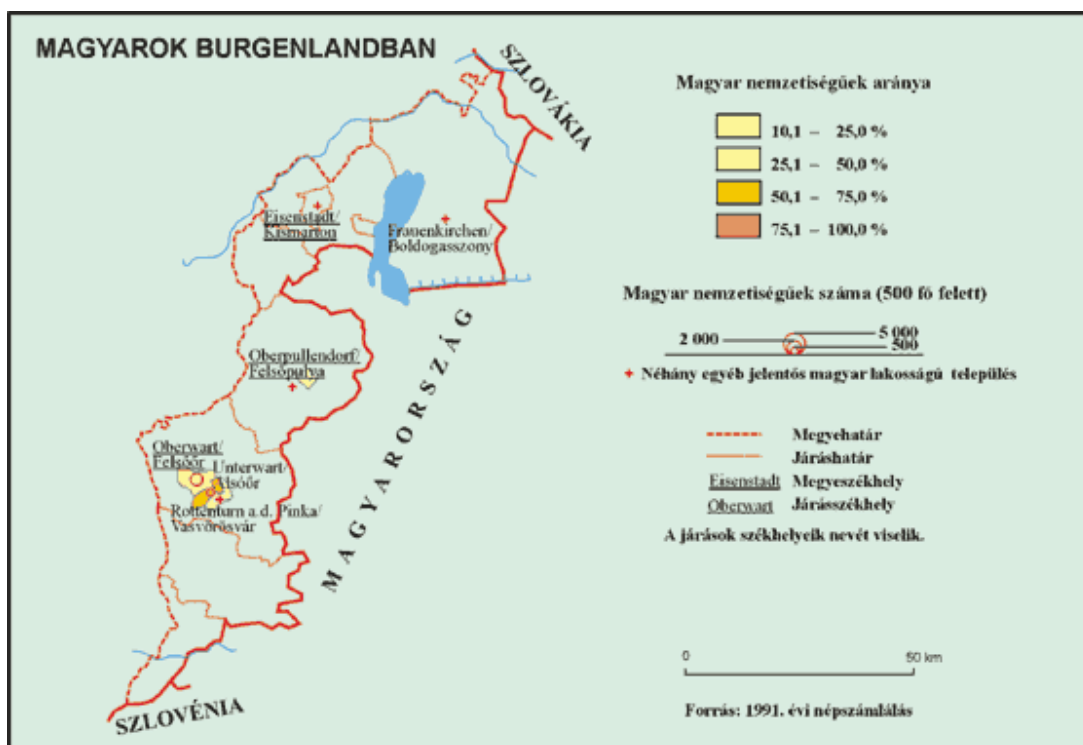 MAGYAROK BURGENLANDBAN
SZLOVÁKIA
Eisenstadt/
Kismarton
Frauenkirchen/
Boldogasszony
Oberpullendorf/
Felsőpulya
MAGYARORSZÁG
Oberwart/
Felsőőr
Unterwart/
Alsóőr
Rottenturn a.d. Pinka/
Vasvörösvár
SZLOVÉNIA
Magyar nemzetiségűek aránya
10,1 – 25,0 %
25,1 – 50,0 %
50,1 – 75,0 %
75,1 – 100,0 %
Magyar nemzetiségűek száma (500 fő felett)
2 000
5 000
500
Néhány egyéb jelentős magyar lakosságú település
Megyehatár
Járáshatár
Eisenstadt Megyeszékhely
Oberwart Járásszékhely
A járások székhelyeik nevét viselik.
0 50 km
Forrás: 1991. évi népszámlálás